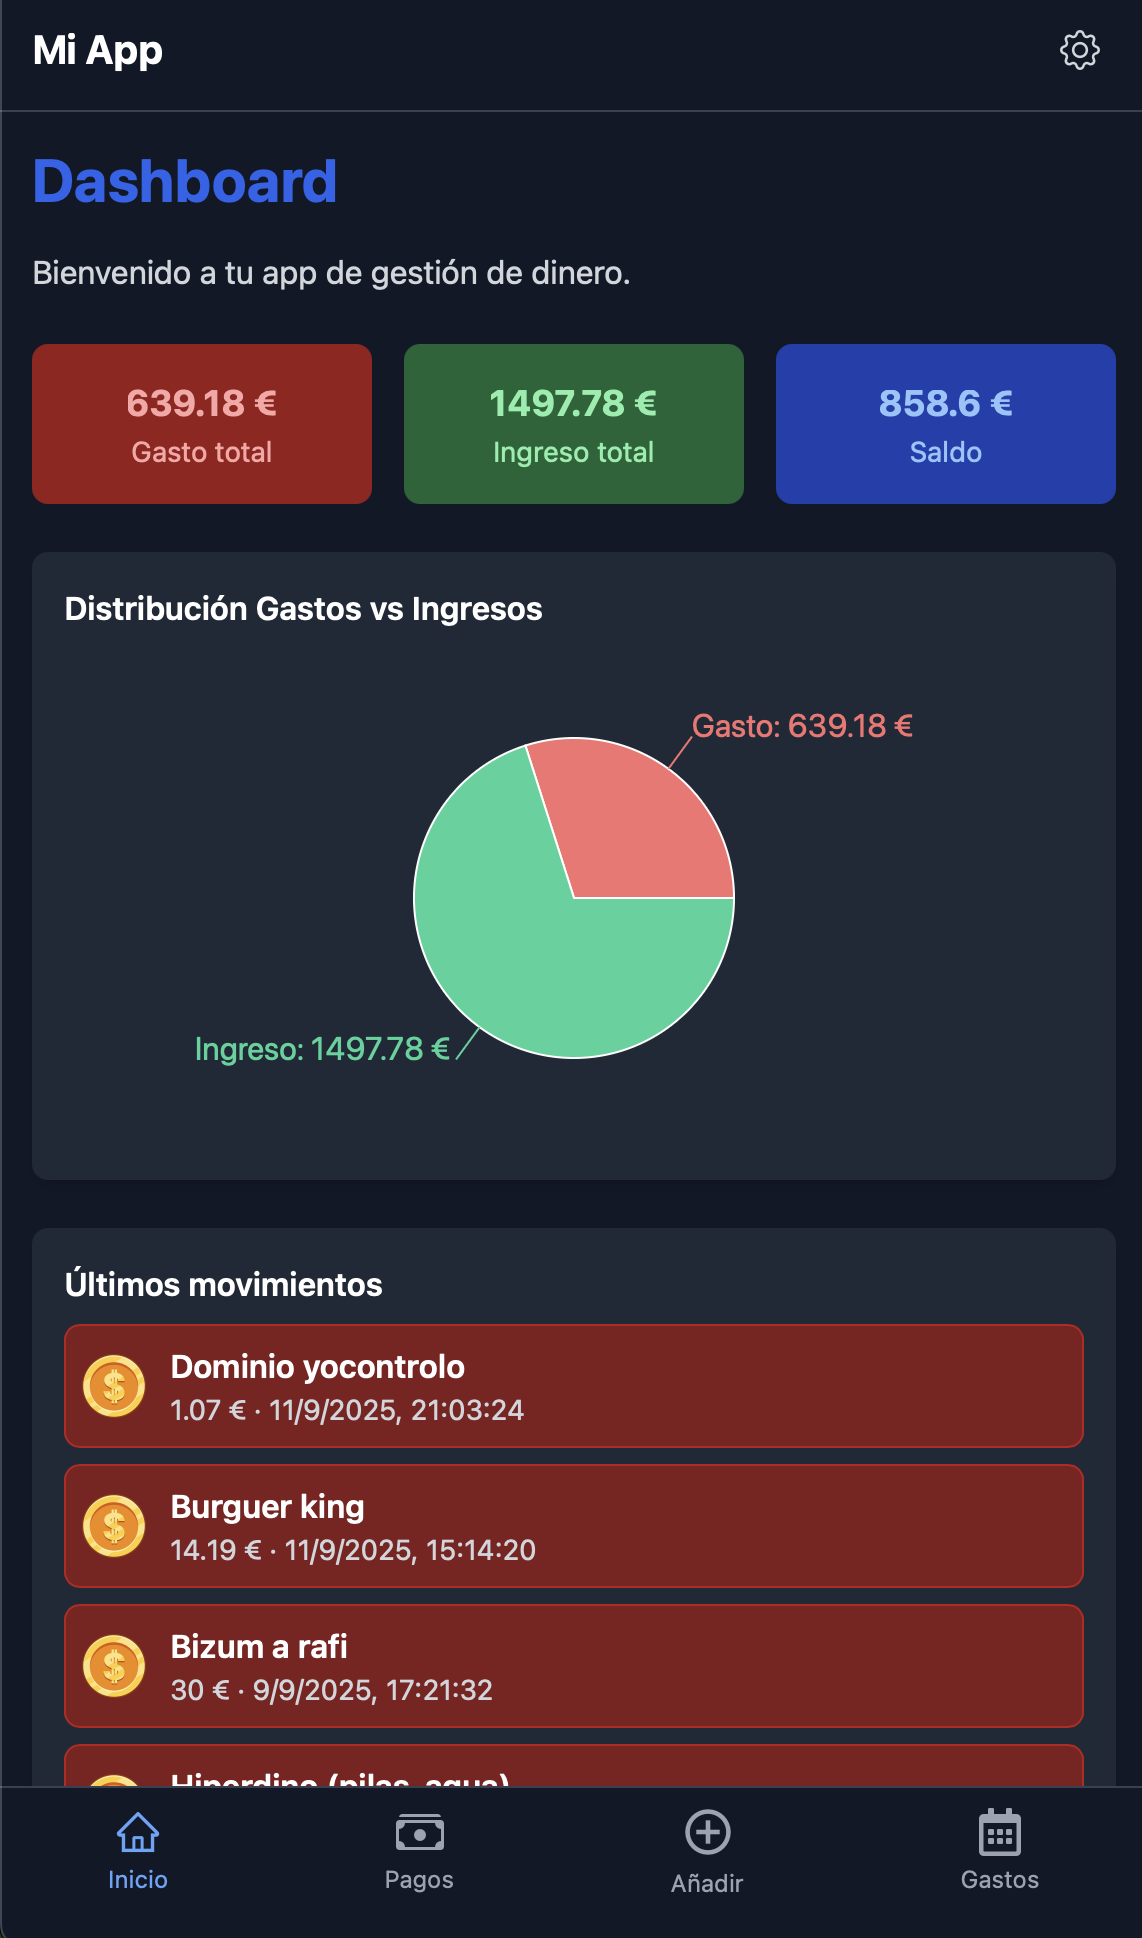 Mi App
Dashboard
Bienvenido a tu app de gestión de dinero.
639.18 €
Gasto total
1497.78 €
Ingreso total
858.6 €
Saldo
Distribución Gastos vs Ingresos
Gasto: 639.18 €
Ingreso: 1497.78 €
Últimos movimientos
Dominio yocontrolo
1.07 € · 11/9/2025, 21:03:24
Burguer king
14.19 € · 11/9/2025, 15:14:20
Bizum a rafi
30 € · 9/9/2025, 17:21:32
Hiperdino (pilas, agua)
Inicio
Pagos
Añadir
Gastos